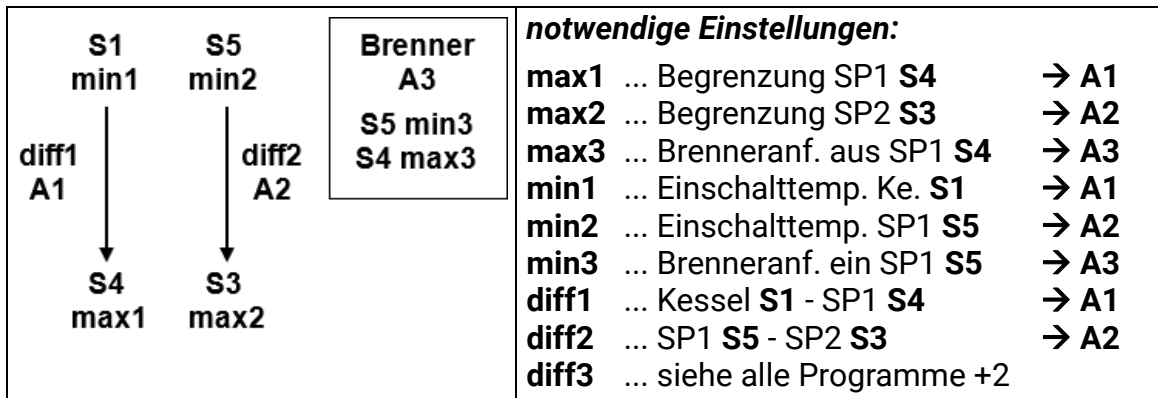 S1 S5
min1 min2
diff1 diff2
A1 A2
S4 S3
max1 max2
Brenner
A3
S5 min3
S4 max3
notwendige Einstellungen:
max1 ... Begrenzung SP1 S4 → A1
max2 ... Begrenzung SP2 S3 → A2
max3 ... Brenneranf. aus SP1 S4 → A3
min1 ... Einschalttemp. Ke. S1 → A1
min2 ... Einschalttemp. SP1 S5 → A2
min3 ... Brenneranf. ein SP1 S5 → A3
diff1 ... Kessel S1 - SP1 S4 → A1
diff2 ... SP1 S5 - SP2 S3 → A2
diff3 ... siehe alle Programme +2